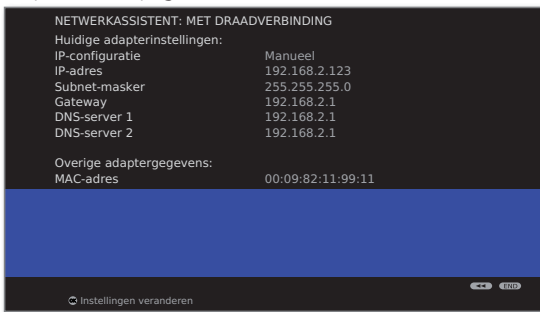 NETWERKASSISTENT: MET DRAADVERBINDING
Huidige adapterinstellingen:
IP-configuratie Manueel
IP-adres 192.168.2.123
Subnet-masker 255.255.255.0
Gateway 192.168.2.1
DNS-server 1 192.168.2.1
DNS-server 2 192.168.2.1
Overige adaptergegevens:
MAC-adres 00:09:82:11:99:11
END
OK Instellingen veranderen